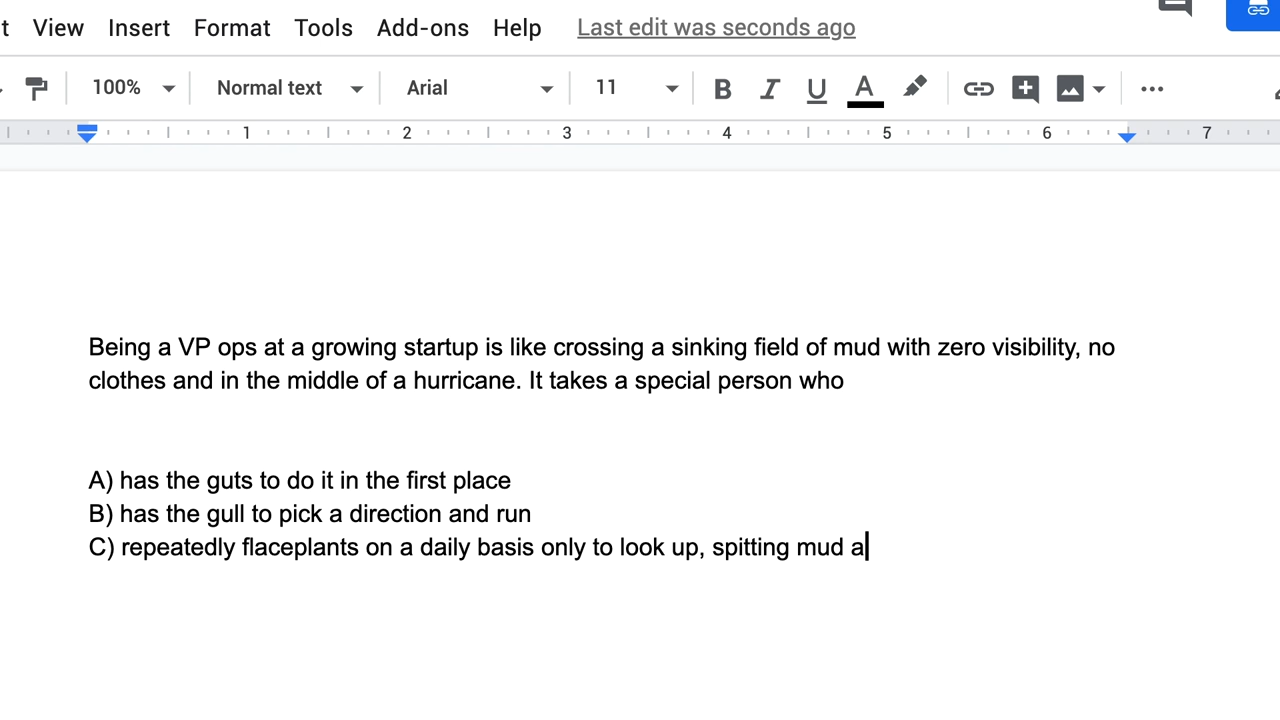 t View Insert Format Tools Add-ons Help Last edit was seconds ago
100% Normal text Arial 11 B I U A ...
1 2 3 4 5 6 7
Being a VP ops at a growing startup is like crossing a sinking field of mud with zero visibility, no
clothes and in the middle of a hurricane. It takes a special person who
A) has the guts to do it in the first place
B) has the gull to pick a direction and run
C) repeatedly flaceplants on a daily basis only to look up, spitting mud a